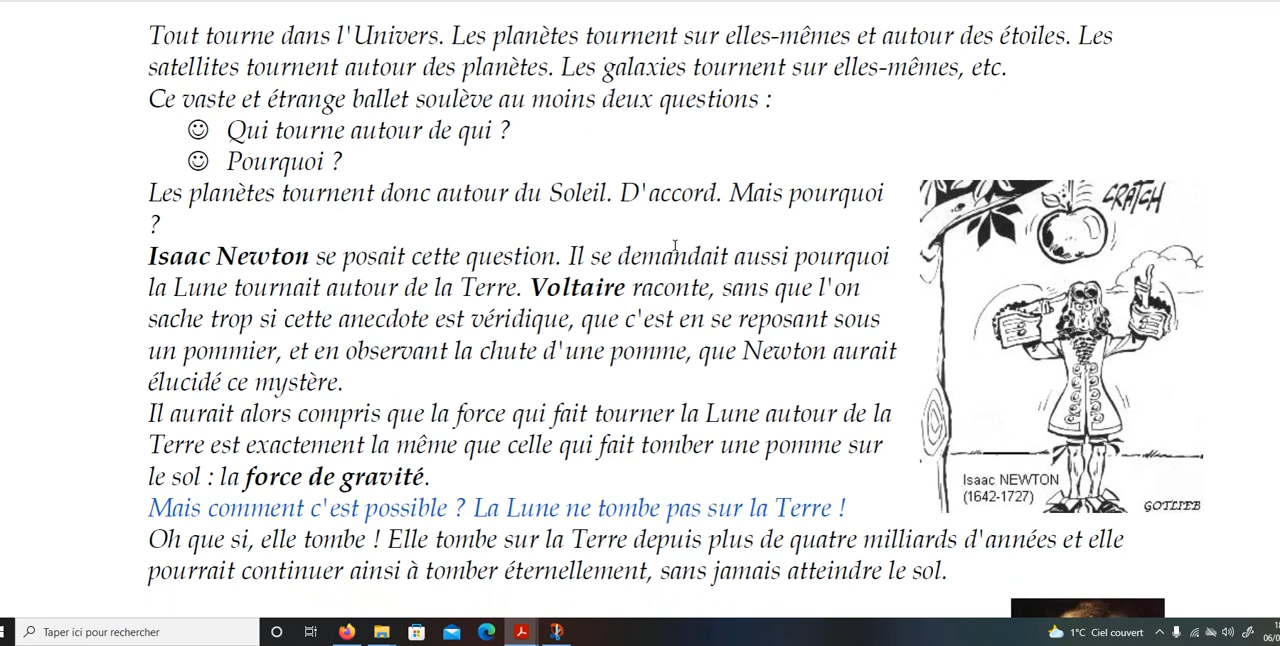 Tout tourne dans l'Univers. Les planètes tournent sur elles-mêmes et autour des étoiles. Les
satellites tournent autour des planètes. Les galaxies tournent sur elles-mêmes, etc.
Ce vaste et étrange ballet soulève au moins deux questions :
☺ Qui tourne autour de qui ?
☺ Pourquoi ?
Les planètes tournent donc autour du Soleil. D'accord. Mais pourquoi
?
Isaac Newton se posait cette question. Il se demandait aussi pourquoi
la Lune tournait autour de la Terre. Voltaire raconte, sans que l'on
sache trop si cette anecdote est véridique, que c'est en se reposant sous
un pommier, et en observant la chute d'une pomme, que Newton aurait
élucidé ce mystère.
Il aurait alors compris que la force qui fait tourner la Lune autour de la
Terre est exactement la même que celle qui fait tomber une pomme sur
le sol : la force de gravité.
CRATCH
Isaac NEWTON
(1642-1727)
GOTLIEB
Mais comment c'est possible ? La Lune ne tombe pas sur la Terre !
Oh que si, elle tombe ! Elle tombe sur la Terre depuis plus de quatre milliards d'années et elle
pourrait continuer ainsi à tomber éternellement, sans jamais atteindre le sol.
Taper ici pour rechercher
1°C Ciel couvert